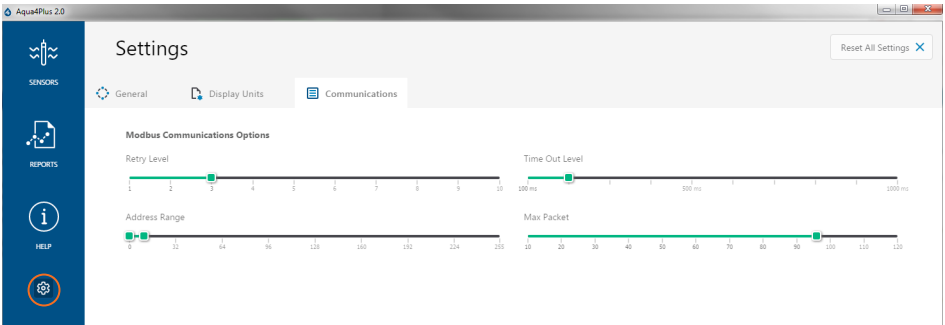 Aqua4Plus 2.0
Settings
Reset All Settings
SENSORS
General
Display Units
Communications
Modbus Communications Options
REPORTS
Retry Level
1 2 3 4 5 6 7 8 9 10
Time Out Level
100 ms 500 ms 1000 ms
HELP
Address Range
0 32 64 96 128 160 192 224 255
Max Packet
10 20 30 40 50 60 70 80 90 100 110 120